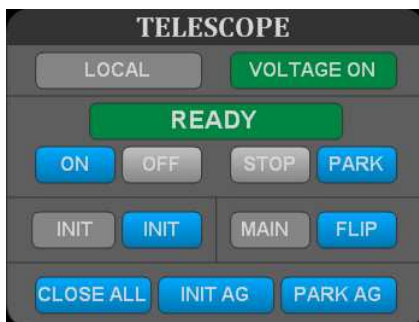 TELESCOPE
LOCAL VOLTAGE ON
READY
ON OFF STOP PARK
INIT INIT MAIN FLIP
CLOSE ALL INIT AG PARK AG